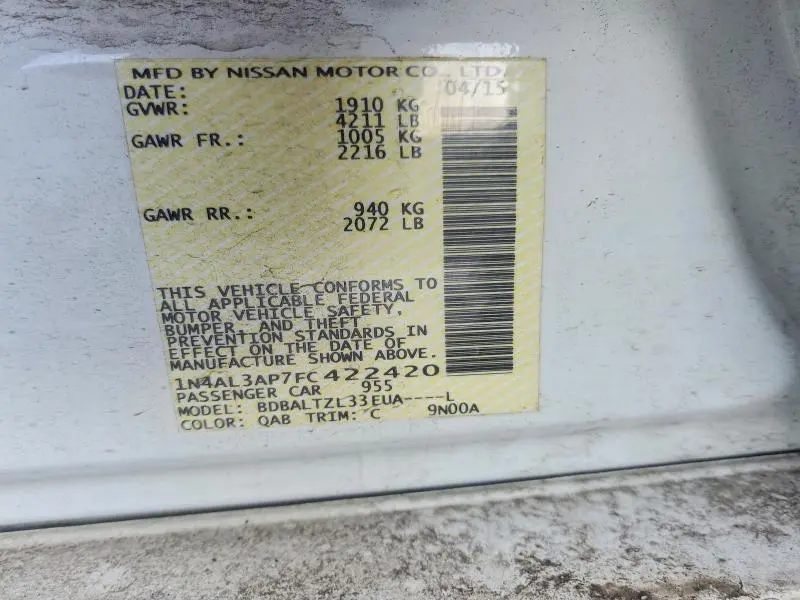 MFD BY NISSAN MOTOR CO., LTD.
DATE: 04/15
GVWR: 1910 KG
4211 LB
GAWR FR.: 1005 KG
2216 LB
GAWR RR.: 940 KG
2072 LB
THIS VEHICLE CONFORMS TO
ALL APPLICABLE FEDERAL
MOTOR VEHICLE SAFETY,
BUMPER, AND THEFT
PREVENTION STANDARDS IN
EFFECT ON THE DATE OF
MANUFACTURE SHOWN ABOVE.
1N4AL3AP7FC422420
PASSENGER CAR 955
MODEL: BDBALTZL33EUA----L
COLOR: QAB TRIM: C 9N00A